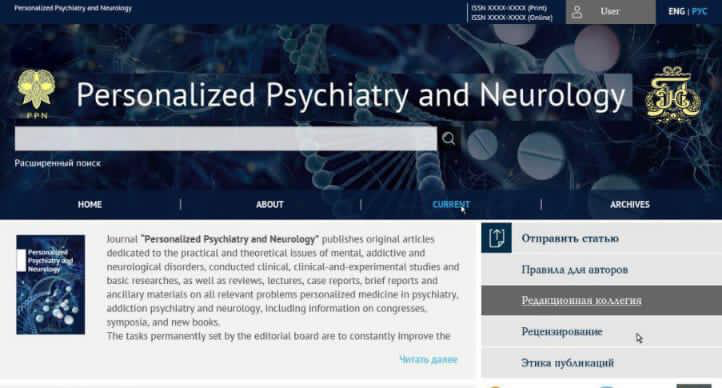 Personalized Psychiatry and Neurology
ISSN XXXX-XXXX (Print)
ISSN XXXX-XXXX (Online)
User
ENG | РУС
PPN
Personalized Psychiatry and Neurology
Расширенный поиск
HOME | ABOUT | CURRENT | ARCHIVES
Personalized
Psychiatry and
Neurology
Journal “Personalized Psychiatry and Neurology” publishes original articles
dedicated to the practical and theoretical issues of mental, addictive and
neurological disorders, conducted clinical, clinical-and-experimental studies and
basic researches, as well as reviews, lectures, case reports, brief reports and
ancillary materials on all relevant problems personalized medicine in psychiatry,
addiction psychiatry and neurology, including information on congresses,
symposia, and new books.
The tasks permanently set by the editorial board are to constantly improve the
Читать далее
Отправить статью
Правила для авторов
Редакционная коллегия
Рецензирование
Этика публикаций